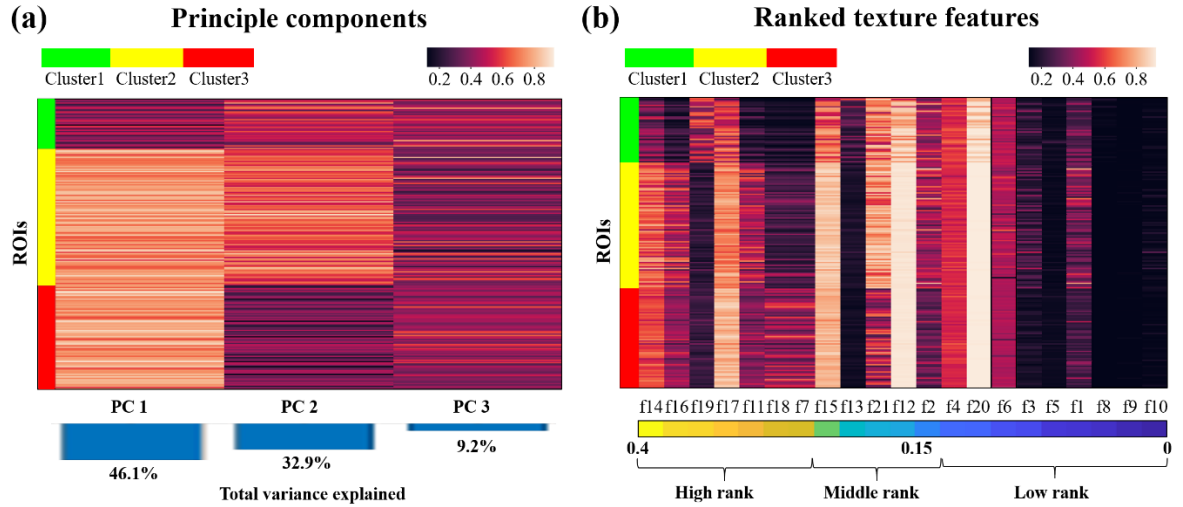 (a) Principle components
Cluster1 Cluster2 Cluster3
0.2 0.4 0.6 0.8
ROIs
PC 1 PC 2 PC 3
46.1% 32.9% 9.2%
Total variance explained
(b) Ranked texture features
Cluster1 Cluster2 Cluster3
0.2 0.4 0.6 0.8
ROIs
f14 f16 f19 f17 f11 f18 f7 f15 f13 f21 f12 f2 f4 f20 f6 f3 f5 f1 f8 f9 f10
0.4 0.15 0
High rank Middle rank Low rank